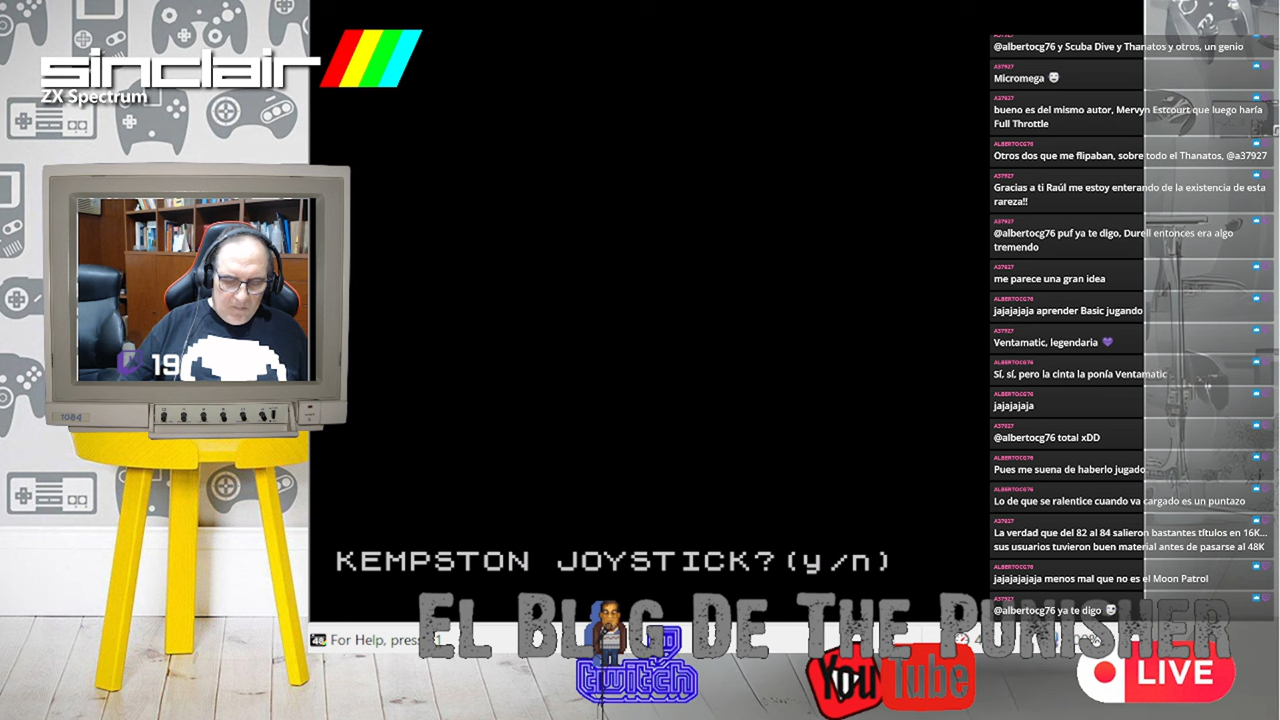 sinclair
ZX Spectrum
19
1084
KEMPSTON JOYSTICK?(y/n)
For Help, press
EL BLOG DE THE PUNISHER
twitch
YouTube
LIVE
@albertocg76 y Scuba Dive y Thanatos y otros, un genio
A37927
Micromega
A37927
bueno es del mismo autor, Mervyn Estcourt que luego haría
Full Throttle
ALBERTOCG76
Otros dos que me flipaban, sobre todo el Thanatos, @a37927
A37927
Gracias a ti Raúl me estoy enterando de la existencia de esta
rareza!!
A37927
@albertocg76 puf ya te digo, Durell entonces era algo
tremendo
A37927
me parece una gran idea
ALBERTOCG76
jajajajaja aprender Basic jugando
A37927
Ventamatic, legendaria 💜
ALBERTOCG76
Sí, sí, pero la cinta la ponía Ventamatic
ALBERTOCG76
jajajajaja
A37927
@albertocg76 total xDD
ALBERTOCG76
Pues me suena de haberlo jugado
ALBERTOCG76
Lo de que se ralentice cuando va cargado es un puntazo
A37927
La verdad que del 82 al 84 salieron bastantes títulos en 16K...
sus usuarios tuvieron buen material antes de pasarse al 48K
ALBERTOCG76
jajajajaja menos mal que no es el Moon Patrol
A37927
@albertocg76 ya te digo